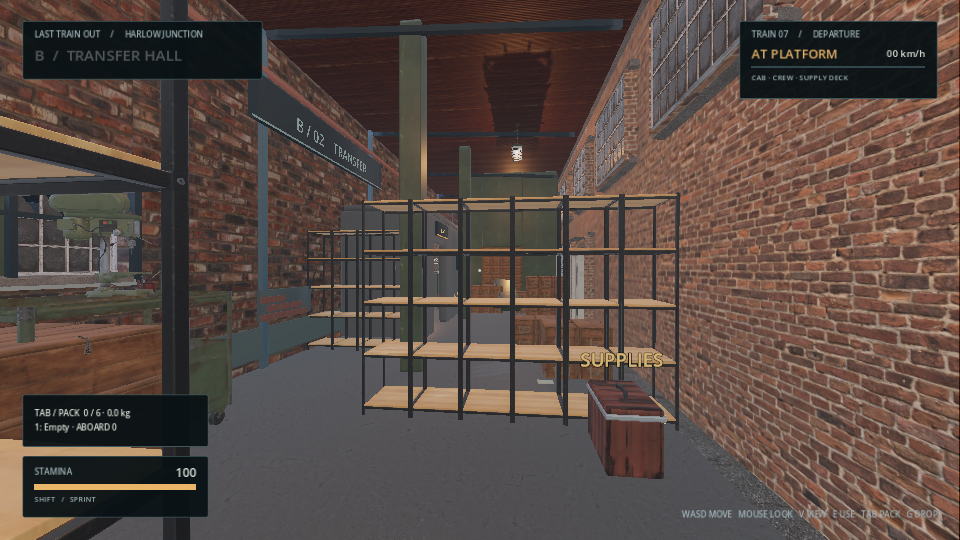 LAST TRAIN OUT / HARLOW JUNCTION
B / TRANSFER HALL
TRAIN 07 / DEPARTURE
AT PLATFORM 00 km/h
CAB · CREW · SUPPLY DECK
B / 02 TRANSFER
SUPPLIES
TAB / PACK 0 / 6 · 0.0 kg
1: Empty · ABOARD 0
STAMINA 100
SHIFT / SPRINT
WASD MOVE MOUSE LOOK V VIEW E USE · TAB PACK G DROP